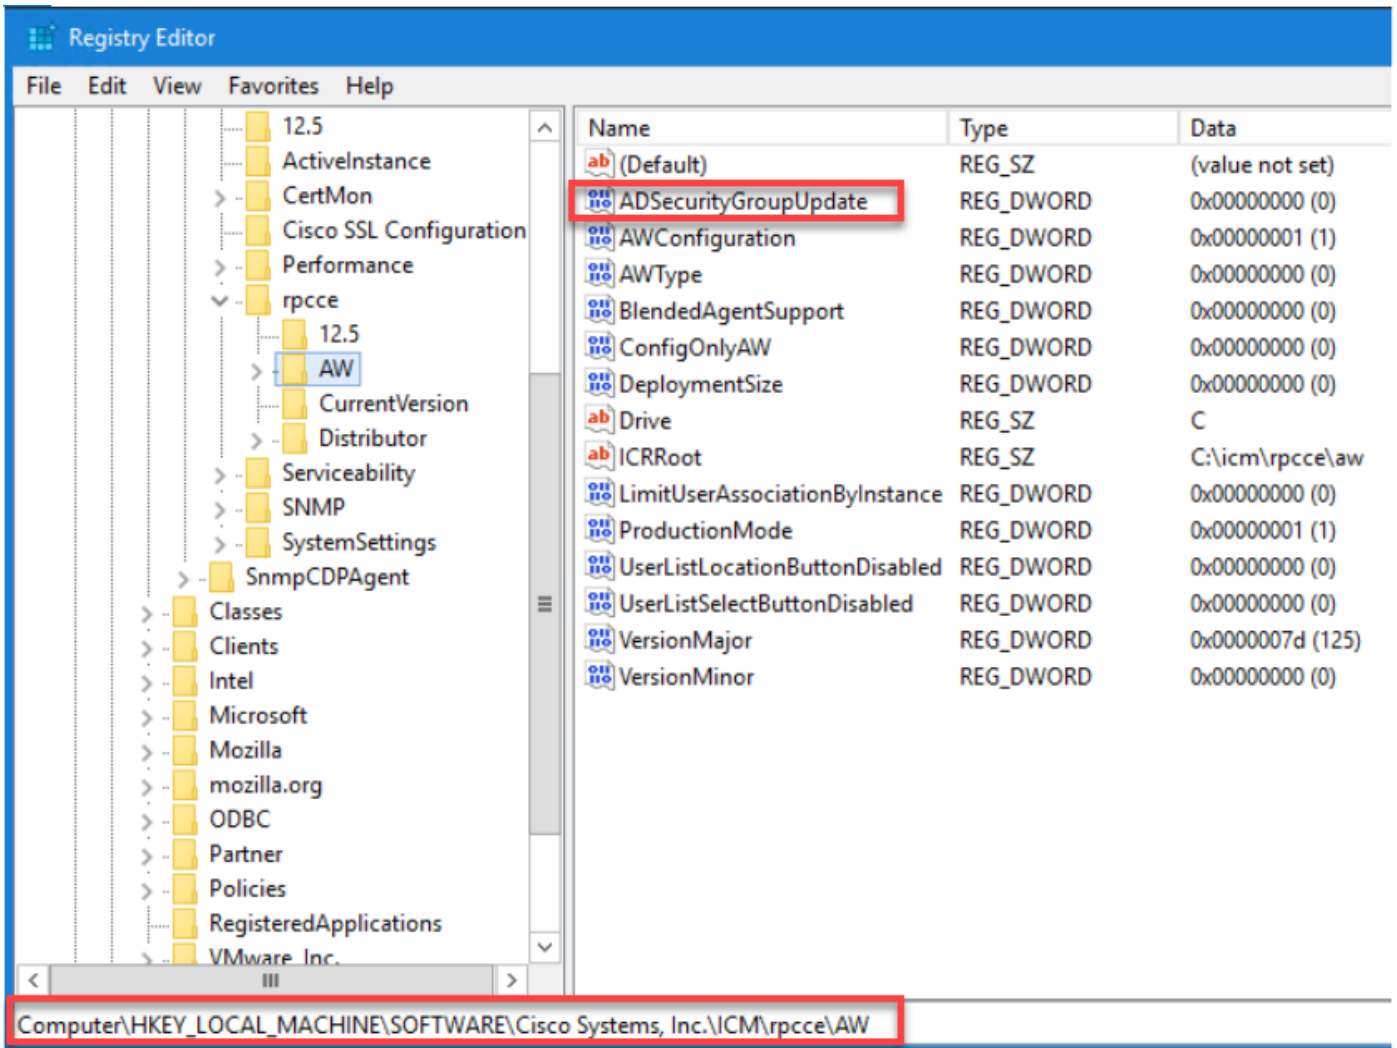 Registry Editor
File Edit View Favorites Help
12.5
ActiveInstance
CertMon
Cisco SSL Configuration
Performance
rpcce
12.5
AW
CurrentVersion
Distributor
Serviceability
SNMP
SystemSettings
SnmpCDPAgent
Classes
Clients
Intel
Microsoft
Mozilla
mozilla.org
ODBC
Partner
Policies
RegisteredApplications
VMware, Inc.
Name Type Data
(Default) REG_SZ (value not set)
ADSecurityGroupUpdate REG_DWORD 0x00000000 (0)
AWConfiguration REG_DWORD 0x00000001 (1)
AWType REG_DWORD 0x00000000 (0)
BlendedAgentSupport REG_DWORD 0x00000000 (0)
ConfigOnlyAW REG_DWORD 0x00000000 (0)
DeploymentSize REG_DWORD 0x00000000 (0)
Drive REG_SZ C
ICRRoot REG_SZ C:\icm\rpcce\aw
LimitUserAssociationByInstance REG_DWORD 0x00000000 (0)
ProductionMode REG_DWORD 0x00000001 (1)
UserListLocationButtonDisabled REG_DWORD 0x00000000 (0)
UserListSelectButtonDisabled REG_DWORD 0x00000000 (0)
VersionMajor REG_DWORD 0x0000007d (125)
VersionMinor REG_DWORD 0x00000000 (0)
Computer\HKEY_LOCAL_MACHINE\SOFTWARE\Cisco Systems, Inc.\ICM\rpcce\AW